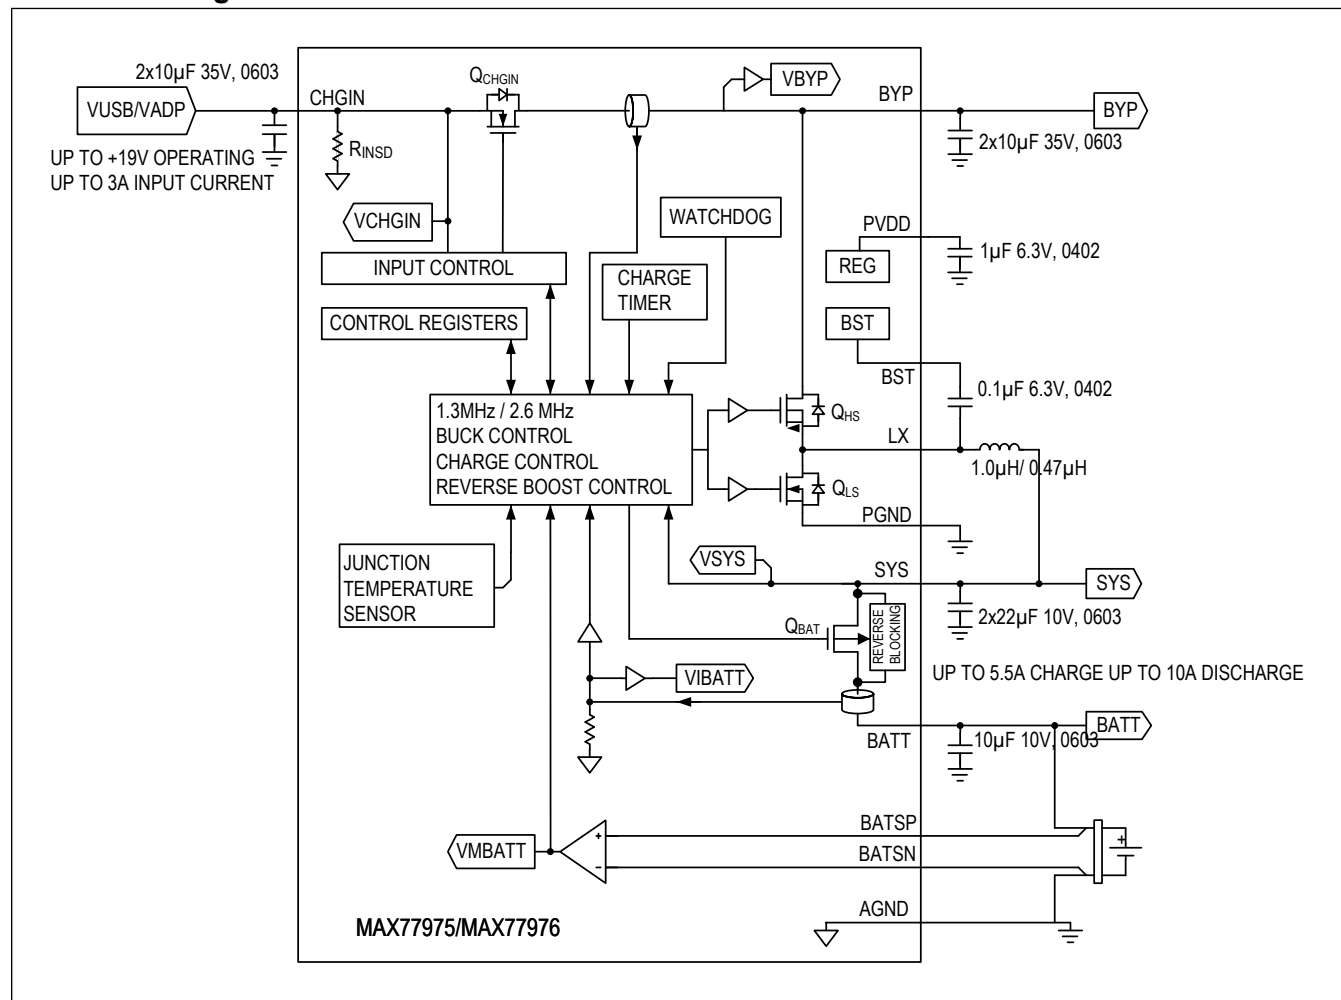 2x10µF 35V, 0603
VUSB/VADP
UP TO +19V OPERATING
UP TO 3A INPUT CURRENT
CHGIN
QCHGIN
RINSD
VBYP
BYP
BYP
2x10µF 35V, 0603
VCHGIN
WATCHDOG
PVDD
REG
1µF 6.3V, 0402
INPUT CONTROL
CHARGE
TIMER
CONTROL REGISTERS
BST
BST
0.1µF 6.3V, 0402
1.3MHz / 2.6 MHz
BUCK CONTROL
CHARGE CONTROL
REVERSE BOOST CONTROL
QHS
LX
1.0µH/ 0.47µH
QLS
PGND
JUNCTION
TEMPERATURE
SENSOR
VSYS
SYS
SYS
2x22µF 10V, 0603
QBAT
REVERSE
BLOCKING
UP TO 5.5A CHARGE UP TO 10A DISCHARGE
VIBATT
BATT
BATT
10µF 10V, 0603
BATSP
+
VMBATT
+
-
BATSN
AGND
MAX77975/MAX77976